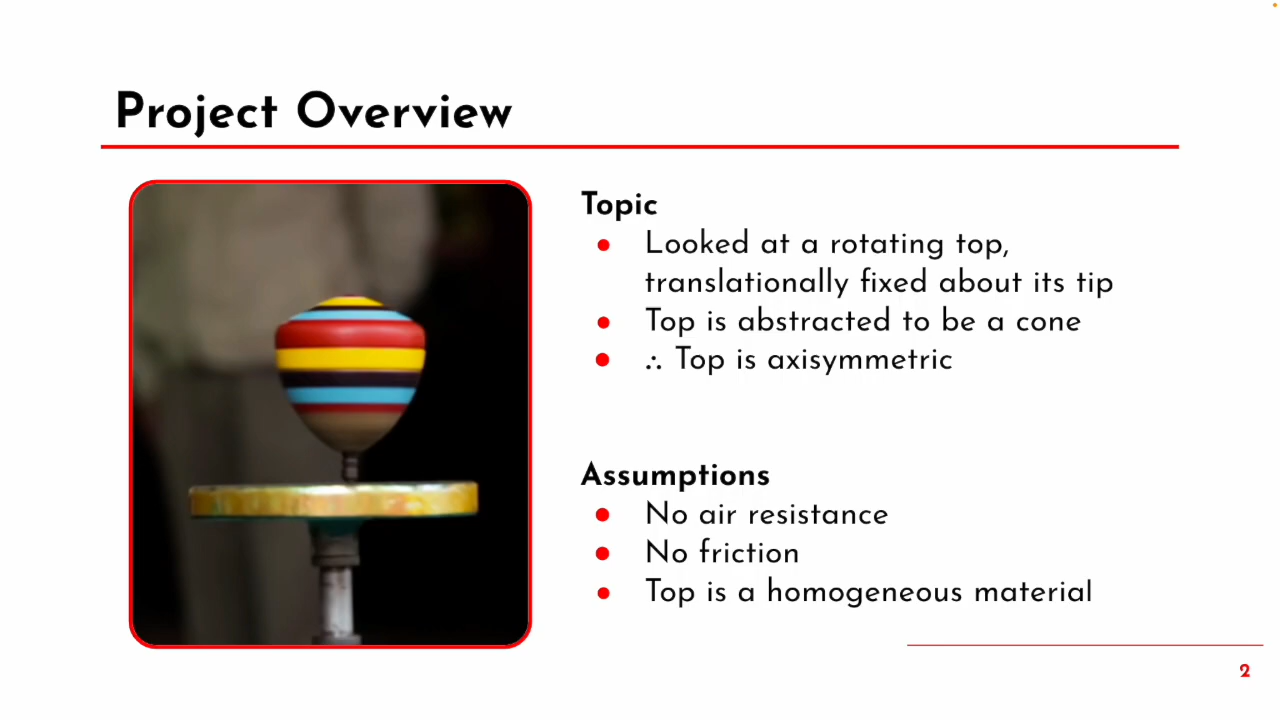 Project Overview
Topic
● Looked at a rotating top,
translationally fixed about its tip
● Top is abstracted to be a cone
● ∴ Top is axisymmetric
Assumptions
● No air resistance
● No friction
● Top is a homogeneous material
2